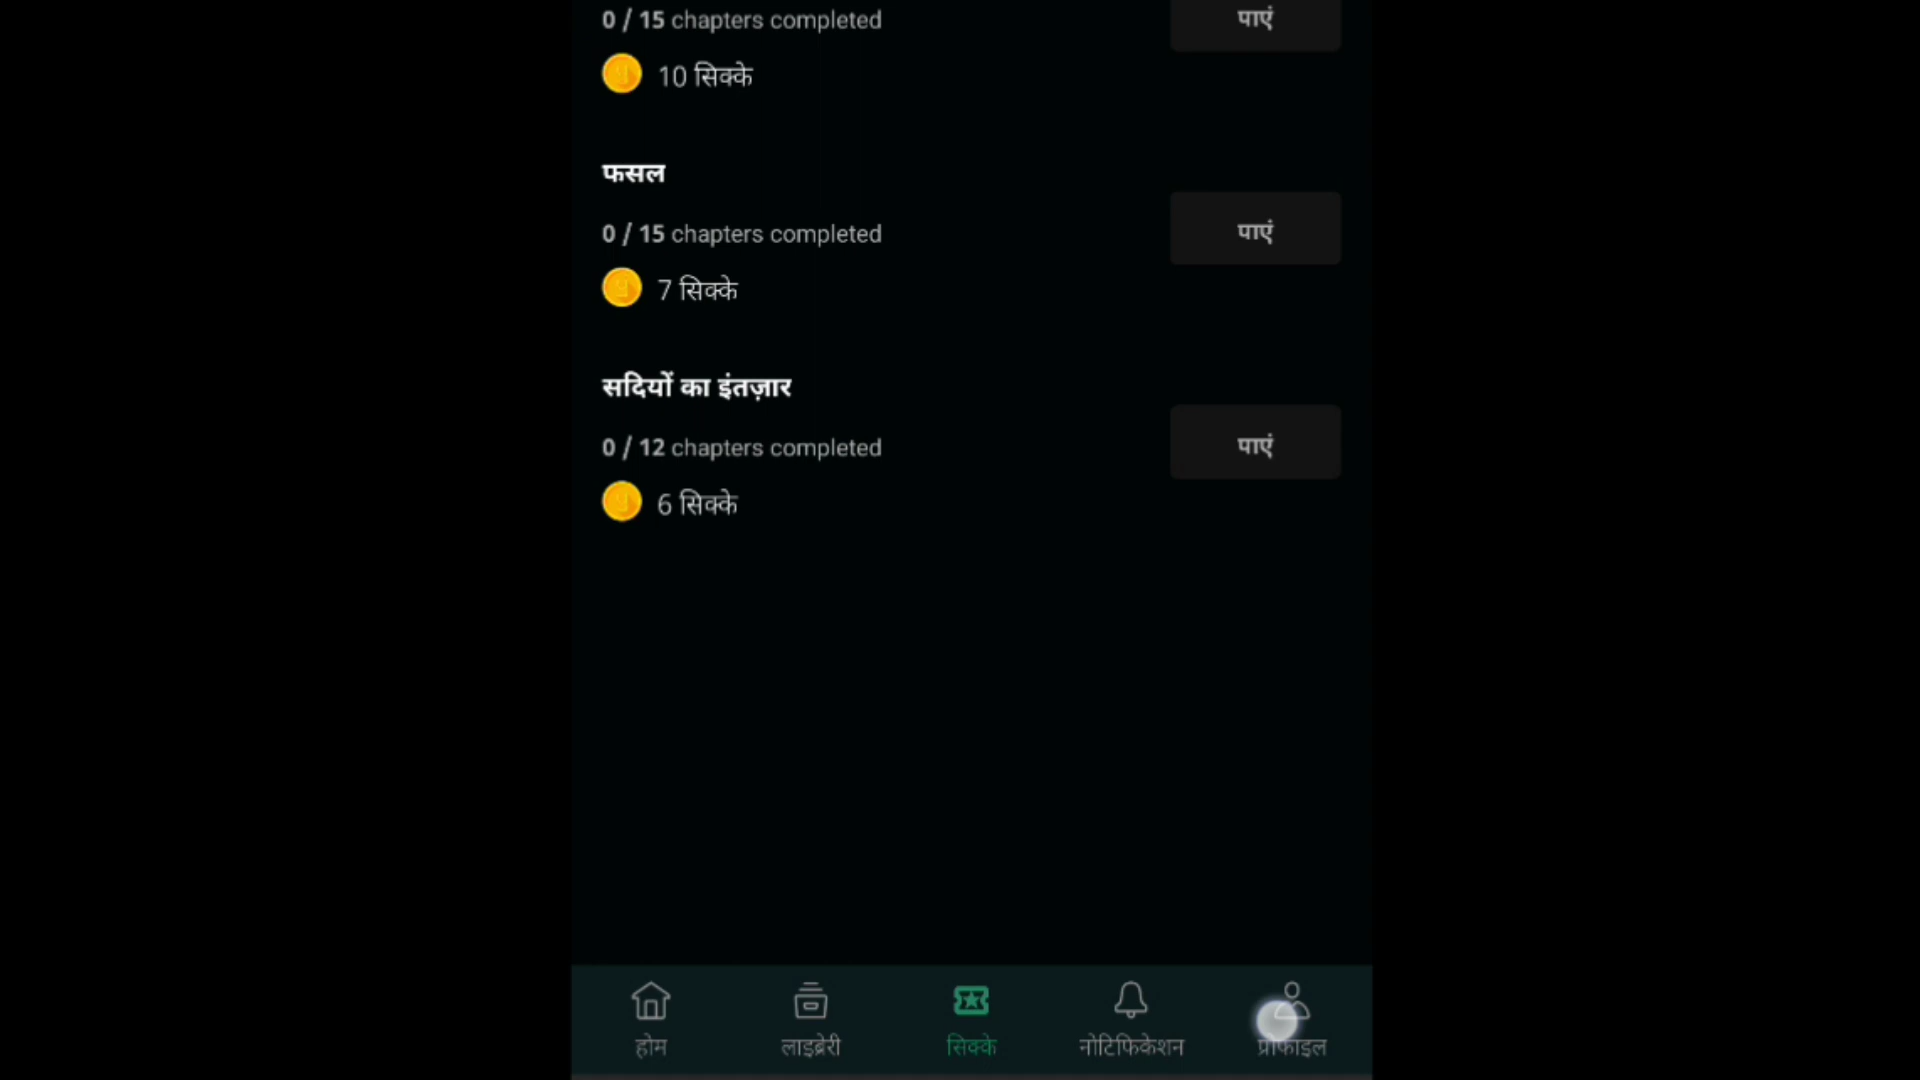 0 / 15 chapters completed
पाएं
10 सिक्के
फसल
0 / 15 chapters completed
पाएं
7 सिक्के
सदियों का इंतज़ार
0 / 12 chapters completed
पाएं
6 सिक्के
होम
लाइब्रेरी
सिक्के
नोटिफिकेशन
प्रोफाइल